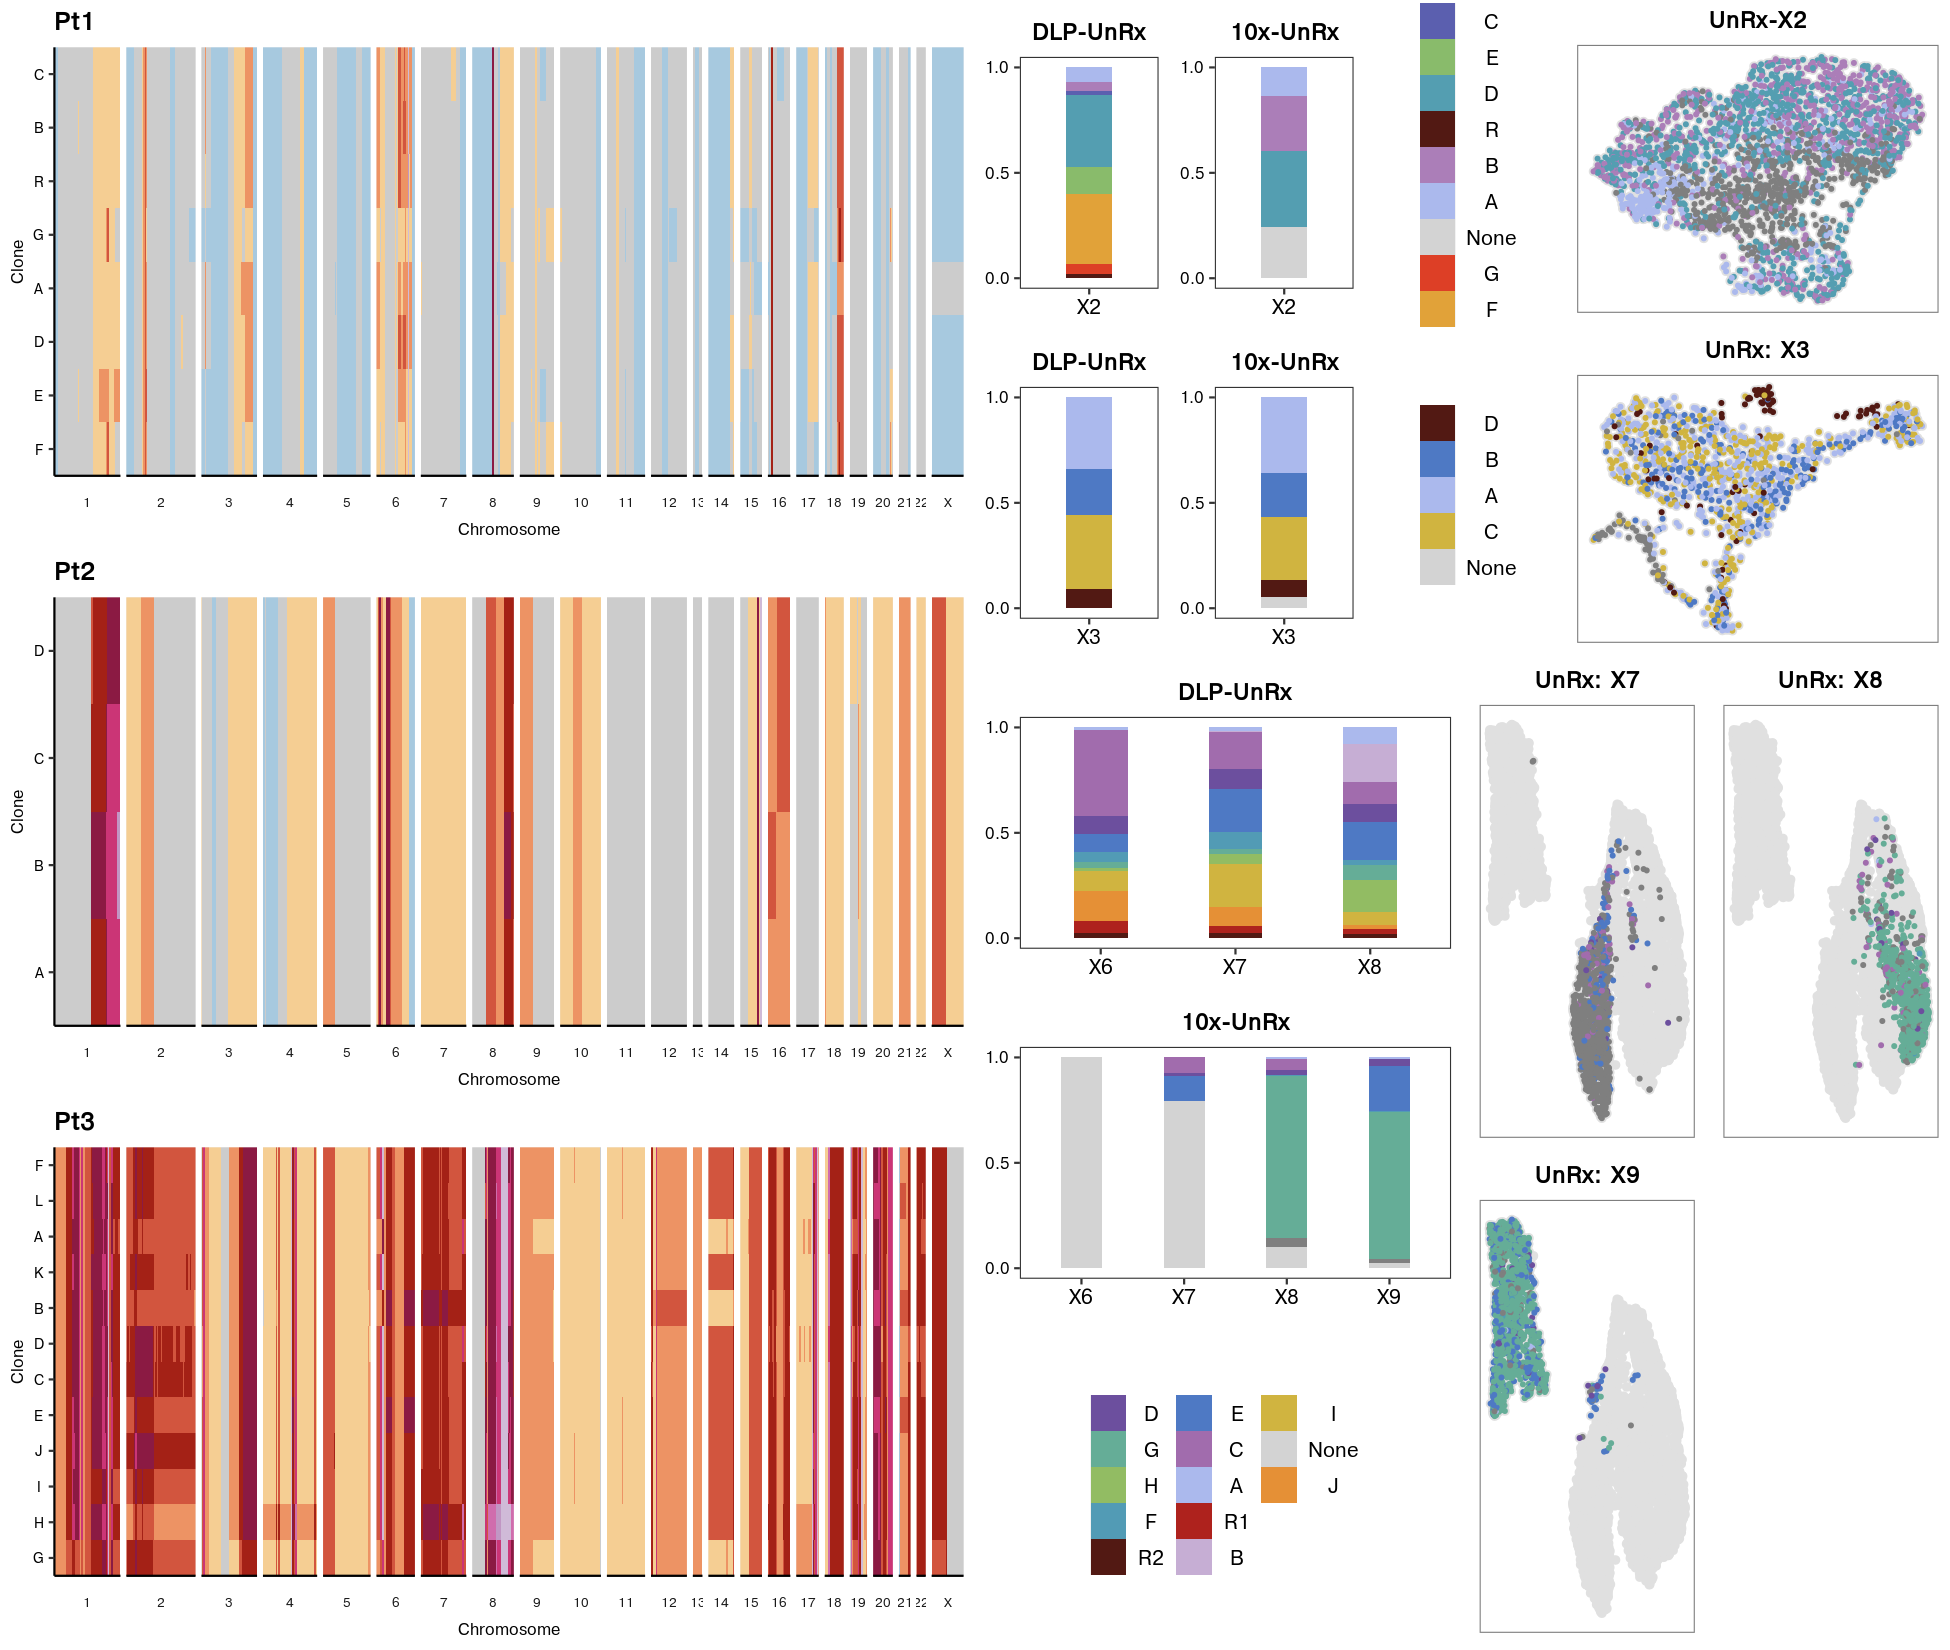 Pt1
C
B
R
G
A
D
E
F
Clone
1 2 3 4 5 6 7 8 9 10 11 12 13 14 15 16 17 18 19 20 21 22 X
Chromosome
DLP-UnRx
1.0
0.5
0.0
X2
10x-UnRx
1.0
0.5
0.0
X2
C
E
D
R
B
A
None
G
F
UnRx-X2
DLP-UnRx
1.0
0.5
0.0
X3
10x-UnRx
1.0
0.5
0.0
X3
D
B
A
C
None
UnRx: X3
Pt2
D
C
B
A
Clone
1 2 3 4 5 6 7 8 9 10 11 12 13 14 15 16 17 18 19 20 21 22 X
Chromosome
DLP-UnRx
1.0
0.5
0.0
X6 X7 X8
UnRx: X7
UnRx: X8
10x-UnRx
1.0
0.5
0.0
X6 X7 X8 X9
UnRx: X9
Pt3
F
L
A
K
B
D
C
E
J
I
H
G
Clone
1 2 3 4 5 6 7 8 9 10 11 12 13 14 15 16 17 18 19 20 21 22 X
Chromosome
D E I
G C None
H A J
F R1
R2 B